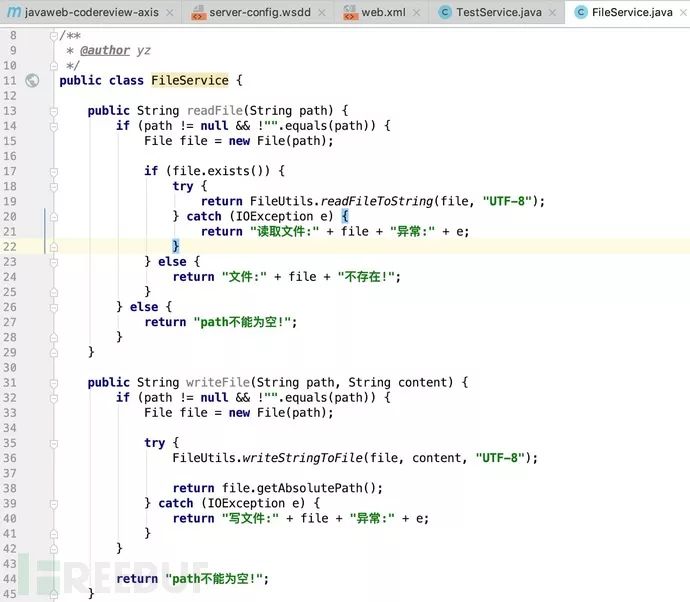 javaweb-codereview-axis × server-config.wsdd × web.xml × TestService.java × FileService.java ×
8 /**
9 * @author yz
10 */
11 public class FileService {
12
13 public String readFile(String path) {
14 if (path != null && !"".equals(path)) {
15 File file = new File(path);
16
17 if (file.exists()) {
18 try {
19 return FileUtils.readFileToString(file, "UTF-8");
20 } catch (IOException e) {
21 return "读取文件:" + file + "异常:" + e;
22 }
23 } else {
24 return "文件:" + file + "不存在!";
25 }
26 } else {
27 return "path不能为空!";
28 }
29 }
30
31 public String writeFile(String path, String content) {
32 if (path != null && !"".equals(path)) {
33 File file = new File(path);
34
35 try {
36 FileUtils.writeStringToFile(file, content, "UTF-8");
37
38 return file.getAbsolutePath();
39 } catch (IOException e) {
40 return "写文件:" + file + "异常:" + e;
41 }
42 }
43
44 return "path不能为空!";
45 }
FREEBUF